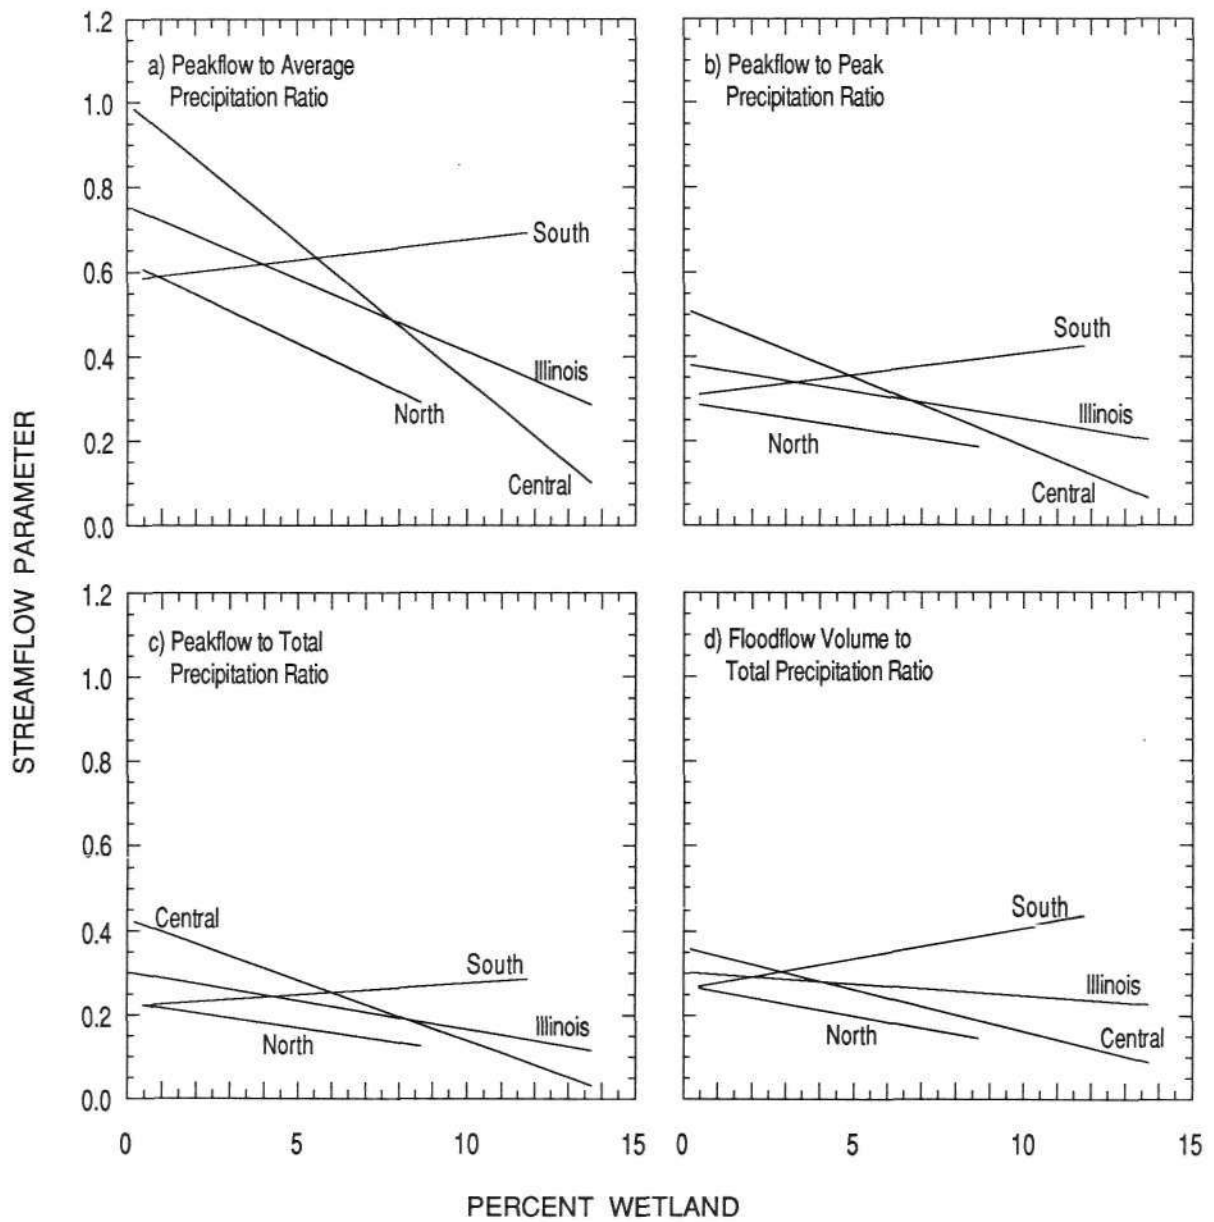 STREAMFLOW PARAMETER
1.2
1.0
0.8
0.6
0.4
0.2
0.0
a) Peakflow to Average
Precipitation Ratio
South
Illinois
North
Central
b) Peakflow to Peak
Precipitation Ratio
South
Illinois
North
Central
1.2
1.0
0.8
0.6
0.4
0.2
0.0
c) Peakflow to Total
Precipitation Ratio
Central
South
Illinois
North
d) Floodflow Volume to
Total Precipitation Ratio
South
Illinois
North
Central
0 5 10 15
0 5 10 15
PERCENT WETLAND